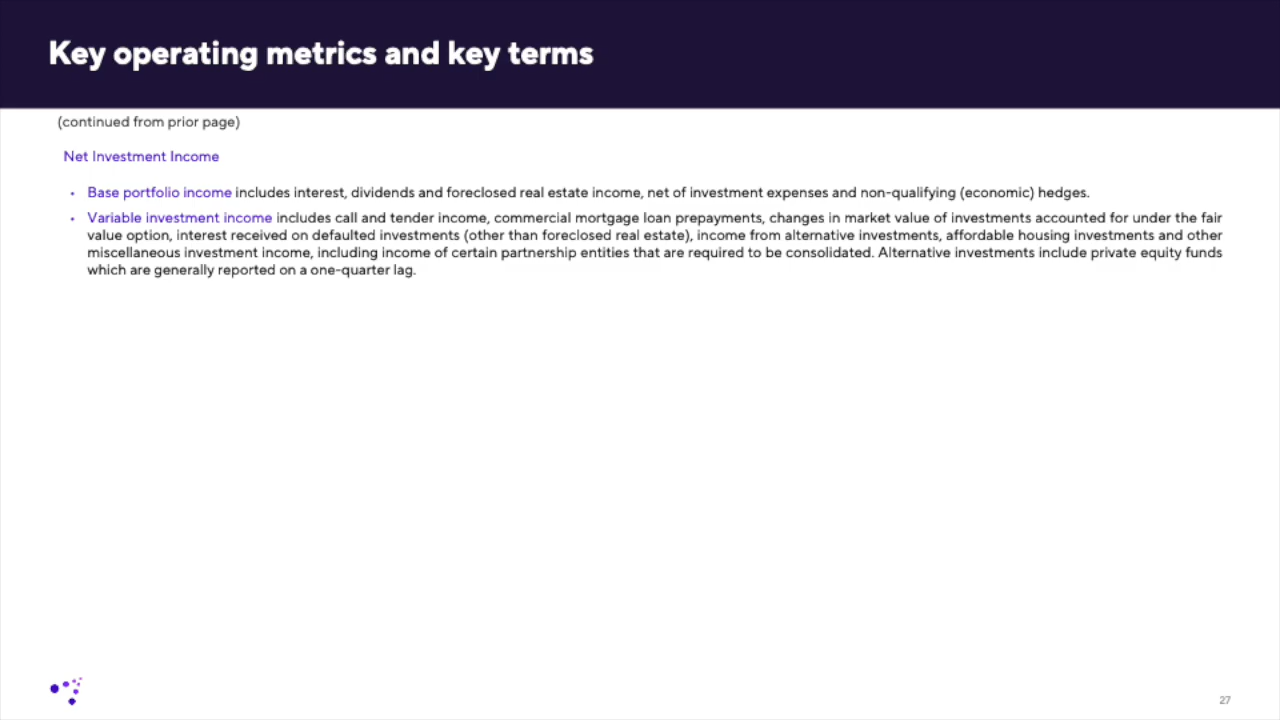 Key operating metrics and key terms
(continued from prior page)
Net Investment Income
• Base portfolio income includes interest, dividends and foreclosed real estate income, net of investment expenses and non-qualifying (economic) hedges.
• Variable investment income includes call and tender income, commercial mortgage loan prepayments, changes in market value of investments accounted for under the fair
value option, interest received on defaulted investments (other than foreclosed real estate), income from alternative investments, affordable housing investments and other
miscellaneous investment income, including income of certain partnership entities that are required to be consolidated. Alternative investments include private equity funds
which are generally reported on a one-quarter lag.
27